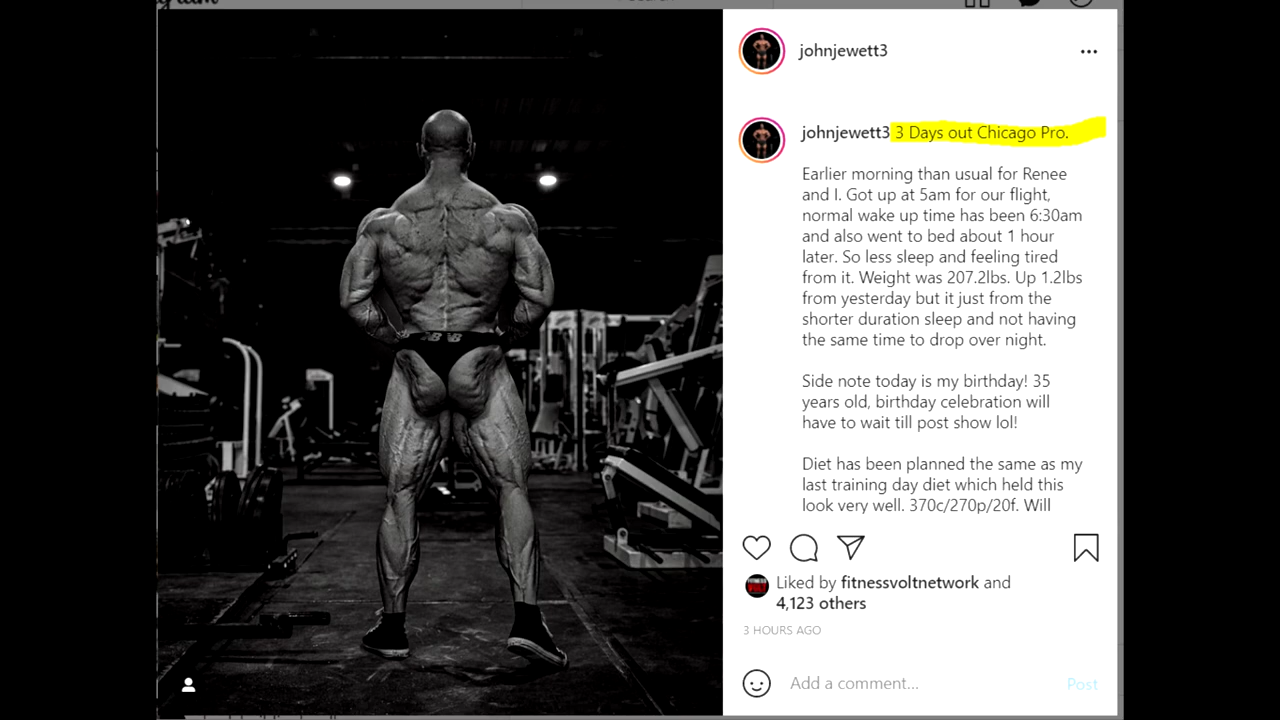 johnjewett3
johnjewett3 3 Days out Chicago Pro.
Earlier morning than usual for Renee
and I. Got up at 5am for our flight,
normal wake up time has been 6:30am
and also went to bed about 1 hour
later. So less sleep and feeling tired
from it. Weight was 207.2lbs. Up 1.2lbs
from yesterday but it just from the
shorter duration sleep and not having
the same time to drop over night.
Side note today is my birthday! 35
years old, birthday celebration will
have to wait till post show lol!
Diet has been planned the same as my
last training day diet which held this
look very well. 370c/270p/20f. Will
Liked by fitnessvoltnetwork and
4,123 others
3 HOURS AGO
Add a comment... Post